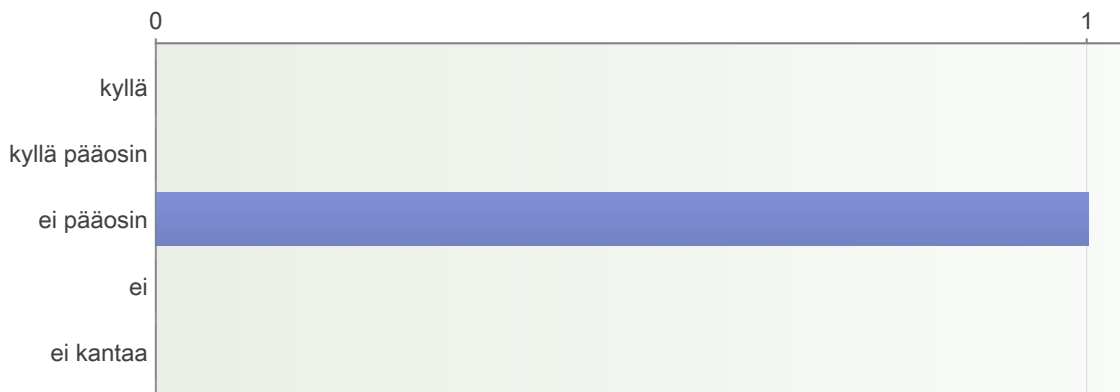 0 1
kyllä
kyllä pääosin
ei pääosin
ei
ei kantaa